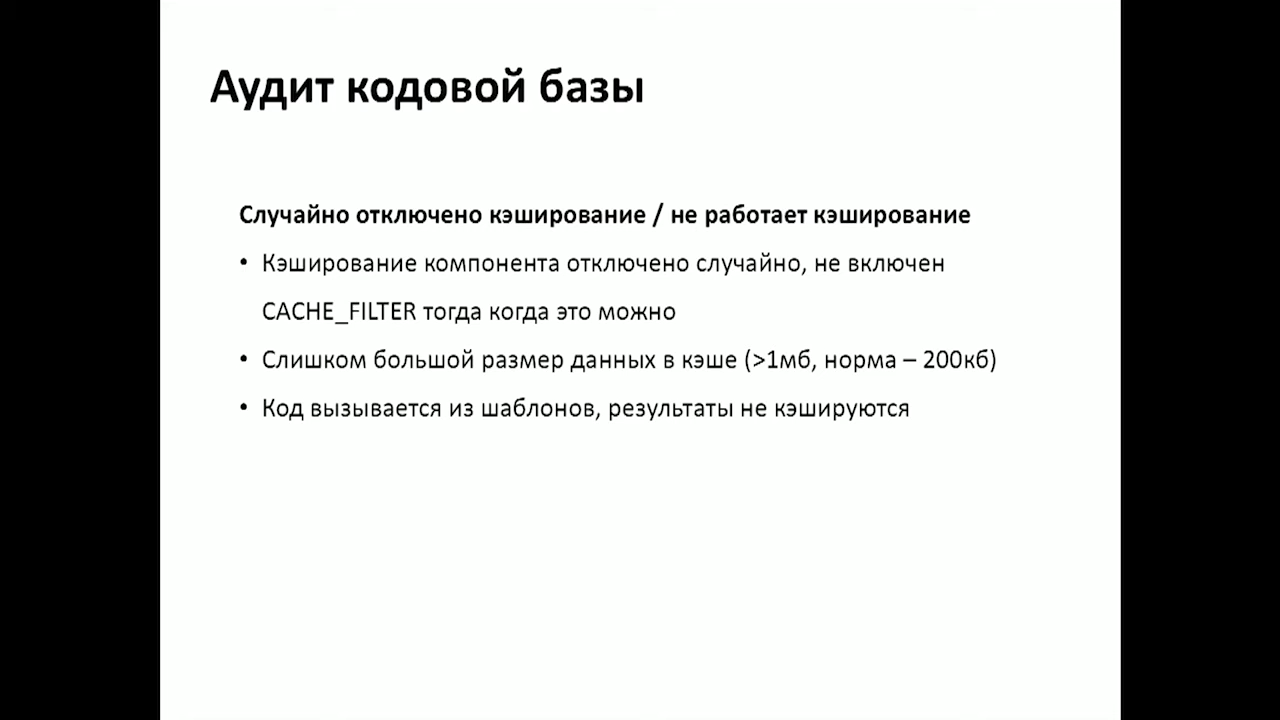 Аудит кодовой базы
Случайно отключено кэширование / не работает кэширование
• Кэширование компонента отключено случайно, не включен
CACHE_FILTER тогда когда это можно
• Слишком большой размер данных в кэше (>1мб, норма – 200кб)
• Код вызывается из шаблонов, результаты не кэшируются